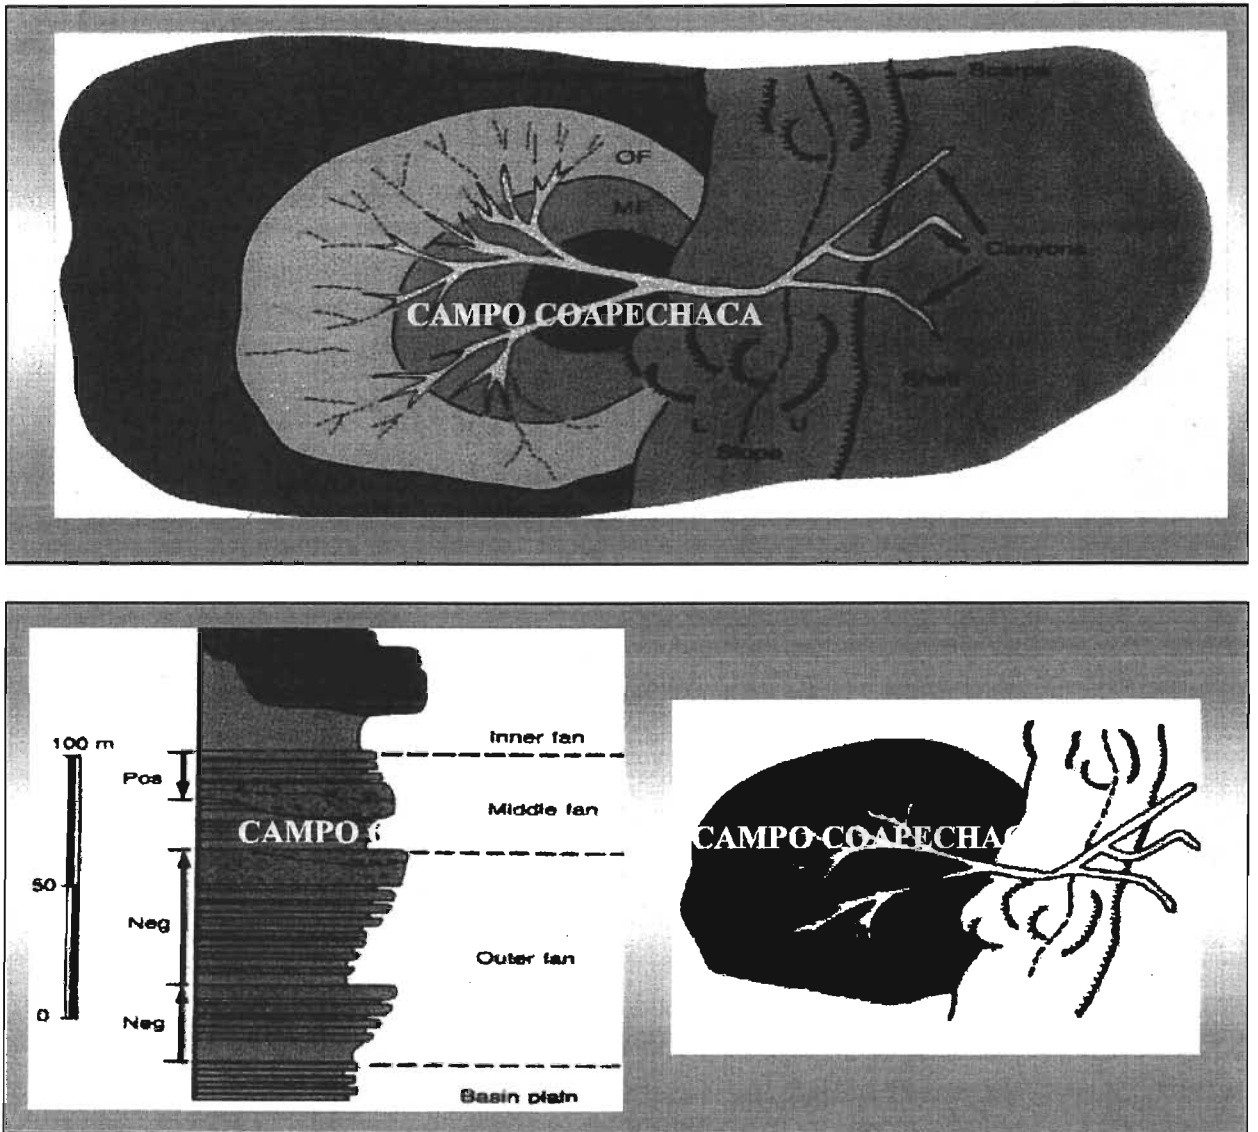 Scarps
OF
MF
Canyons
CAMPO COAPECHACA
Shelf
L U
Slope
100 m
Inner fan
Pos
Middle fan
CAMPO C
CAMPO COAPECHAC
50
Neg
Outer fan
0
Neg
Basin plain